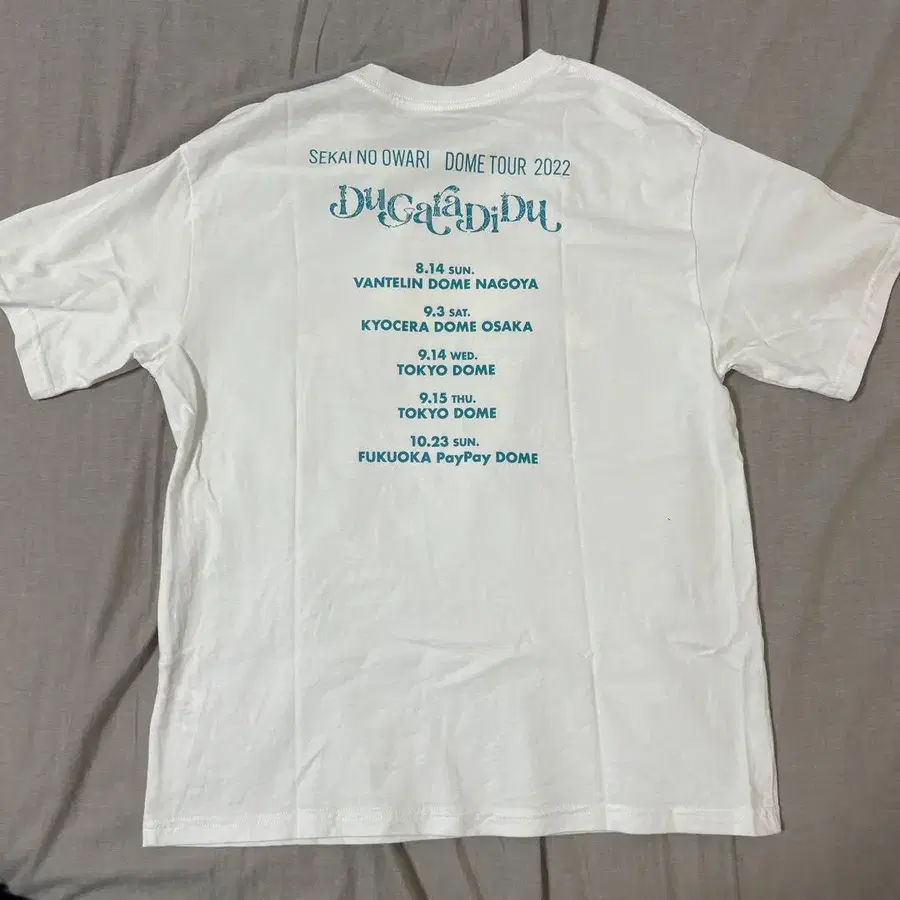 SEKAI NO OWARI DOME TOUR 2022
DuGaraDiDu
8.14 SUN.
VANTELIN DOME NAGOYA
9.3 SAT.
KYOCERA DOME OSAKA
9.14 WED.
TOKYO DOME
9.15 THU.
TOKYO DOME
10.23 SUN.
FUKUOKA PayPay DOME